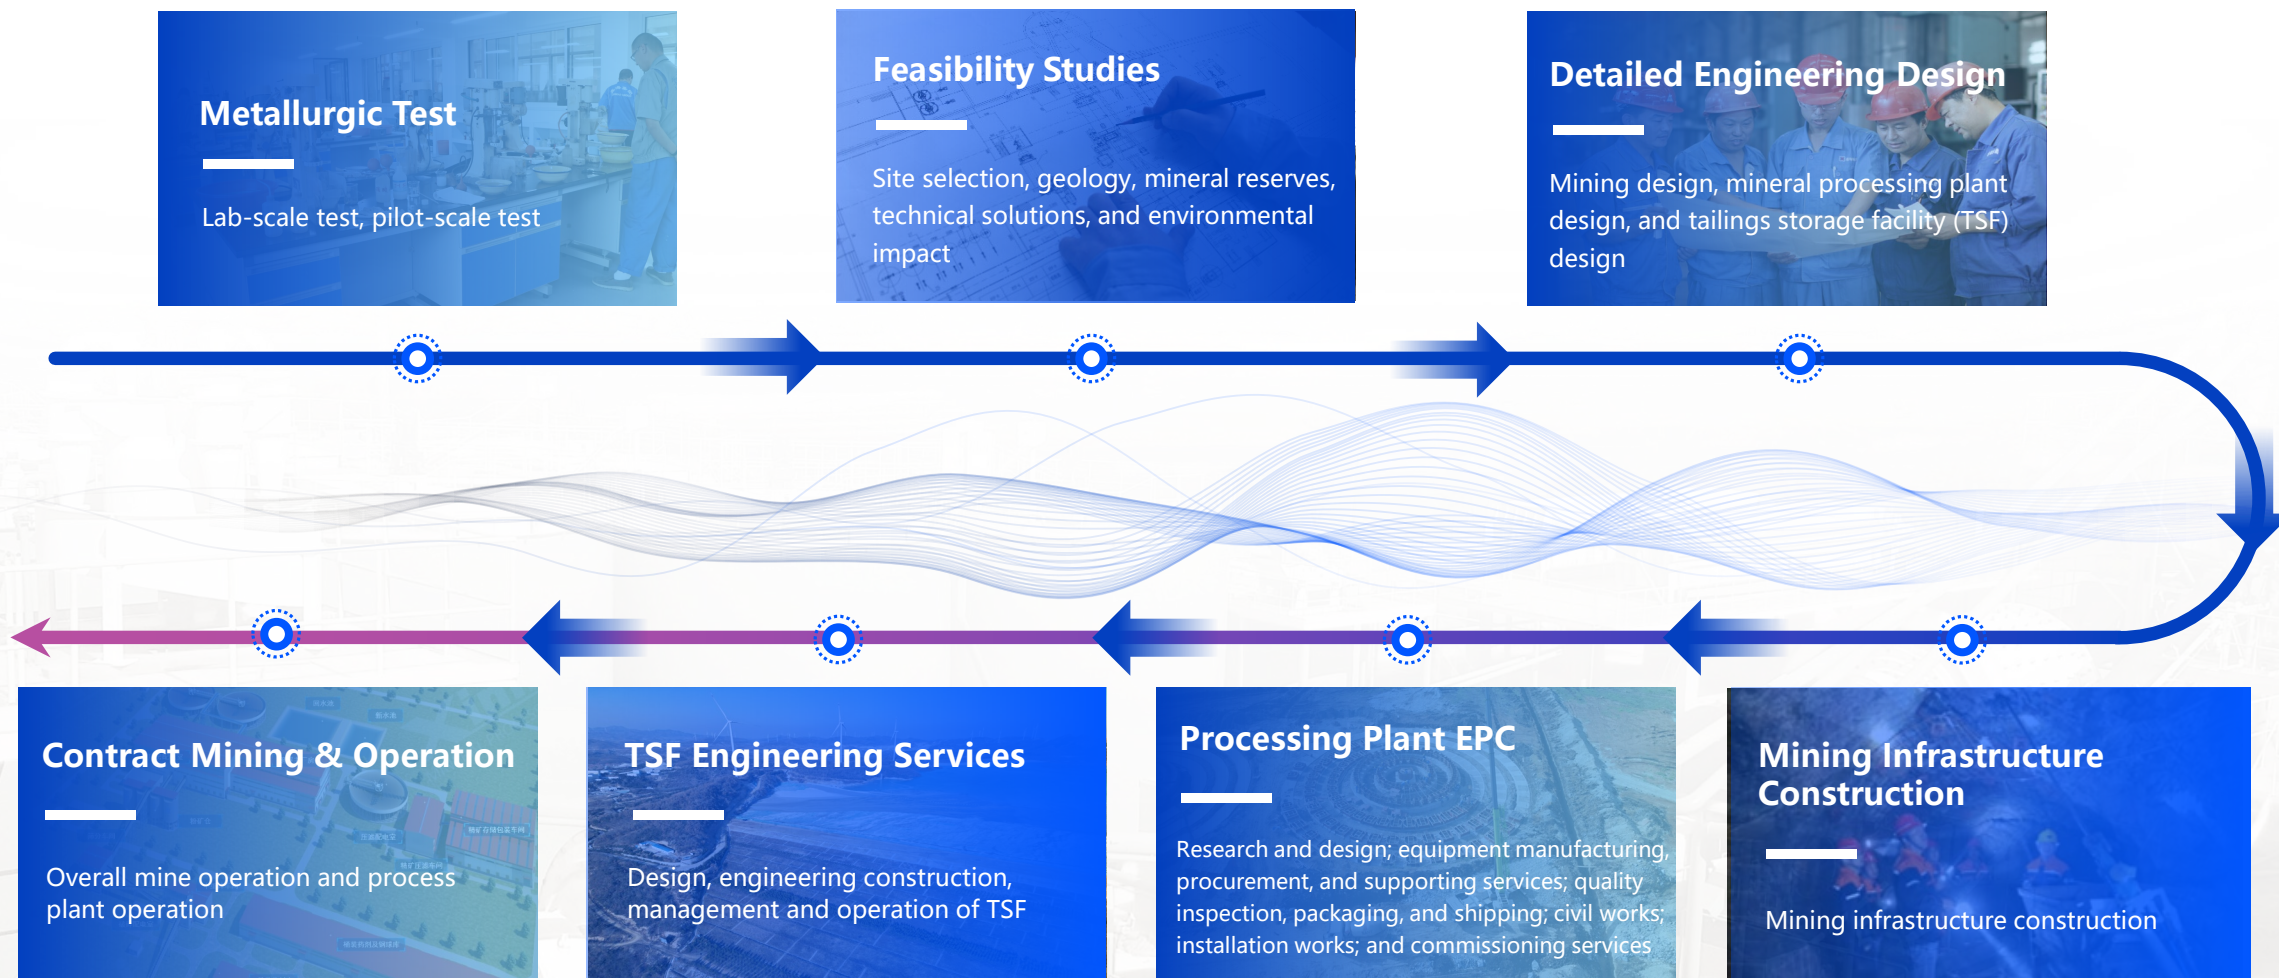 Metallurgic Test
Lab-scale test, pilot-scale test
Feasibility Studies
Site selection, geology, mineral reserves,
technical solutions, and environmental
impact
Detailed Engineering Design
Mining design, mineral processing plant
design, and tailings storage facility (TSF)
design
Contract Mining & Operation
Overall mine operation and process
plant operation
TSF Engineering Services
Design, engineering construction,
management and operation of TSF
Processing Plant EPC
Research and design; equipment manufacturing,
procurement, and supporting services; quality
inspection, packaging, and shipping; civil works;
installation works; and commissioning services
Mining Infrastructure
Construction
Mining infrastructure construction